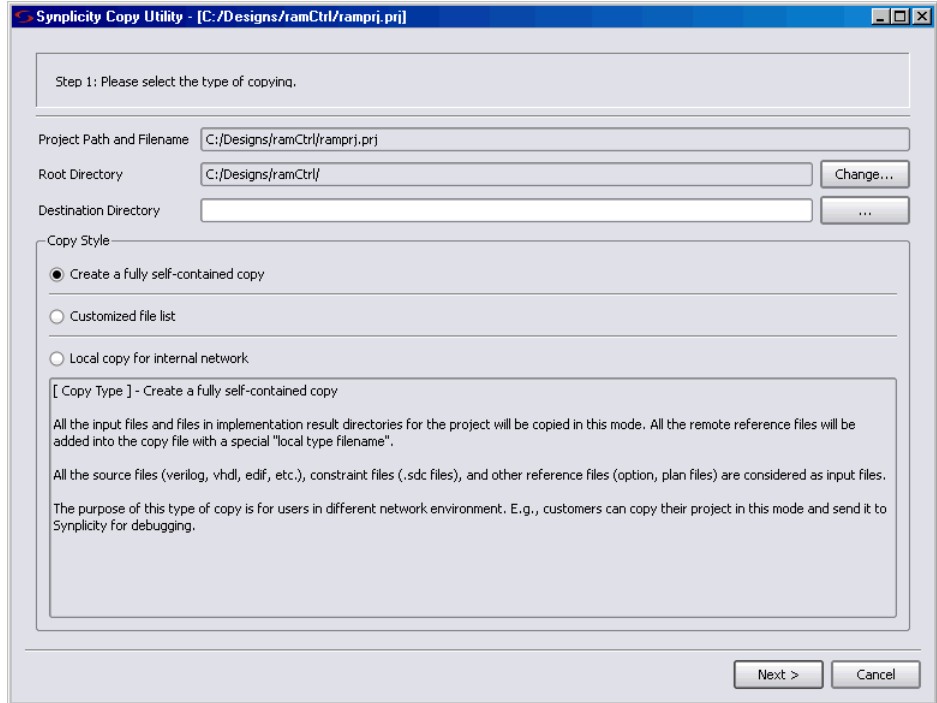 Synplicity Copy Utility - [C:/Designs/ramCtrl/ramprj.prj]
Step 1: Please select the type of copying.
Project Path and Filename C:/Designs/ramCtrl/ramprj.prj
Root Directory C:/Designs/ramCtrl/ Change...
Destination Directory ...
Copy Style
Create a fully self-contained copy
Customized file list
Local copy for internal network
[ Copy Type ] - Create a fully self-contained copy
All the input files and files in implementation result directories for the project will be copied in this mode. All the remote reference files will be
added into the copy file with a special "local type filename".
All the source files (verilog, vhdl, edif, etc.), constraint files (.sdc files), and other reference files (option, plan files) are considered as input files.
The purpose of this type of copy is for users in different network environment. E.g., customers can copy their project in this mode and send it to
Synplicity for debugging.
Next > Cancel